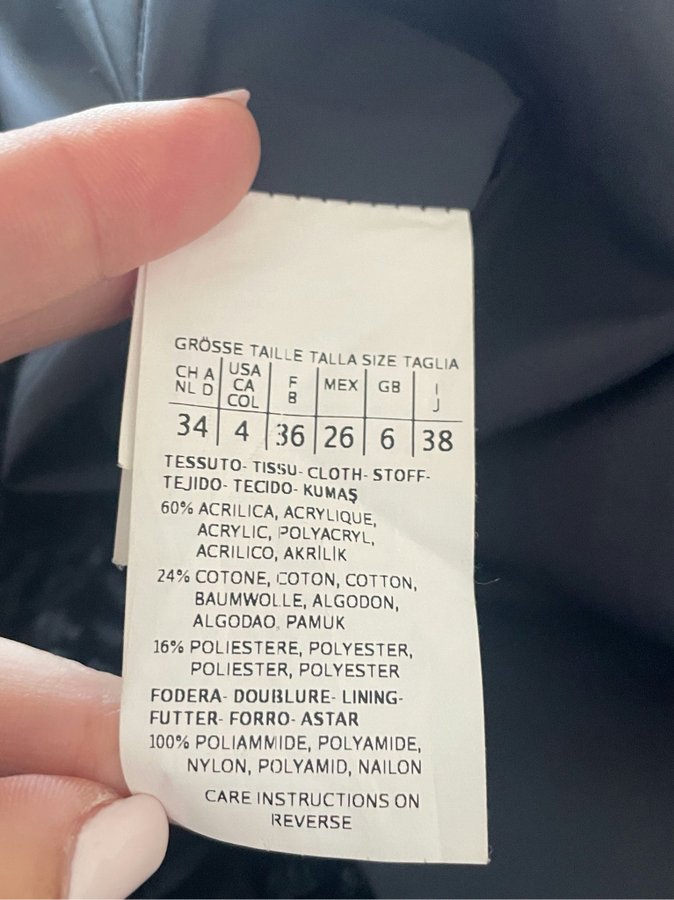 GRÖSSE TAILLE TALLA SIZE TAGLIA
CH A NL D | USA CA COL | F B | MEX | GB | I J
34 | 4 | 36 | 26 | 6 | 38
TESSUTO- TISSU- CLOTH- STOFF-
TEJIDO- TECIDO- KUMAŞ
60% ACRILICA, ACRYLIQUE,
ACRYLIC, POLYACRYL,
ACRILICO, AKRİLİK
24% COTONE, COTON, COTTON,
BAUMWOLLE, ALGODON,
ALGODAO, PAMUK
16% POLIESTERE, POLYESTER,
POLIESTER, POLYESTER
FODERA- DOUBLURE- LINING-
FUTTER- FORRO- ASTAR
100% POLIAMMIDE, POLYAMIDE,
NYLON, POLYAMID, NAILON
CARE INSTRUCTIONS ON
REVERSE